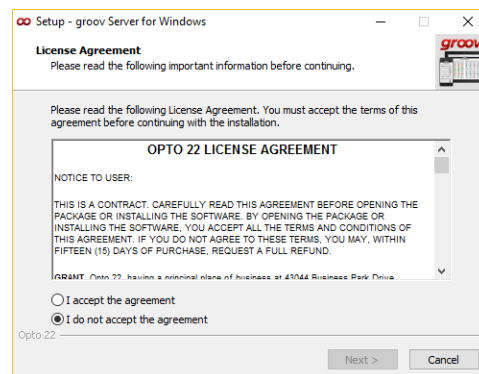 Setup - groov Server for Windows
License Agreement
Please read the following important information before continuing.
groov
Please read the following License Agreement. You must accept the terms of this
agreement before continuing with the installation.
OPTO 22 LICENSE AGREEMENT
NOTICE TO USER:
THIS IS A CONTRACT. CAREFULLY READ THIS AGREEMENT BEFORE OPENING THE
PACKAGE OR INSTALLING THE SOFTWARE. BY OPENING THE PACKAGE OR
INSTALLING THE SOFTWARE, YOU ACCEPT ALL THE TERMS AND CONDITIONS OF
THIS AGREEMENT. IF YOU DO NOT AGREE TO THESE TERMS, YOU MAY, WITHIN
FIFTEEN (15) DAYS OF PURCHASE, REQUEST A FULL REFUND.
GRANT. Opto 22, having a principal place of business at 43044 Business Park Drive
I accept the agreement
I do not accept the agreement
Opto 22
Next >
Cancel